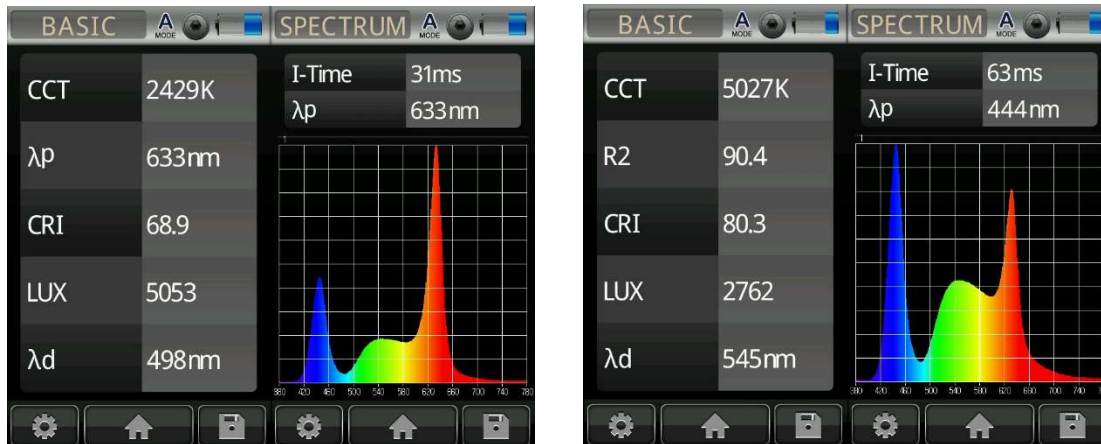 BASIC A MODE SPECTRUM A MODE
CCT 2429K
λp 633nm
CRI 68.9
LUX 5053
λd 498nm
I-Time 31ms
λp 633nm
1
380 420 460 500 540 580 620 660 700 740 780
BASIC A MODE SPECTRUM A MODE
CCT 5027K
R2 90.4
CRI 80.3
LUX 2762
λd 545nm
I-Time 63ms
λp 444nm
1
380 420 460 500 540 580 620 660 700 740